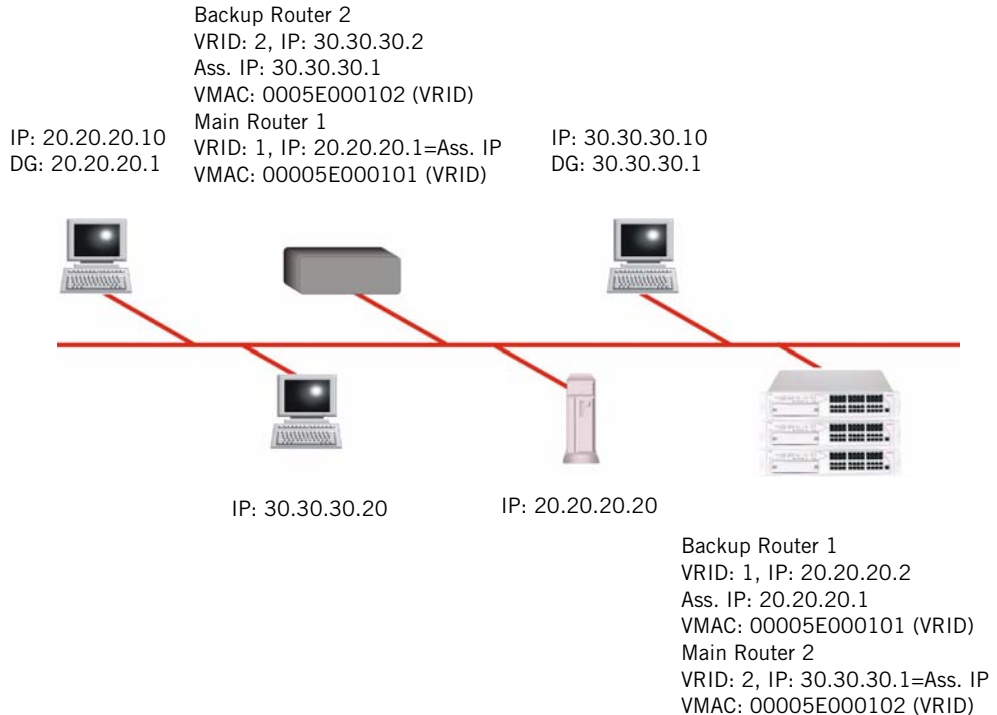 Backup Router 2
VRID: 2, IP: 30.30.30.2
Ass. IP: 30.30.30.1
VMAC: 0005E000102 (VRID)
Main Router 1
VRID: 1, IP: 20.20.20.1=Ass. IP
VMAC: 00005E000101 (VRID)
IP: 20.20.20.10
DG: 20.20.20.1
IP: 30.30.30.10
DG: 30.30.30.1
IP: 30.30.30.20
IP: 20.20.20.20
Backup Router 1
VRID: 1, IP: 20.20.20.2
Ass. IP: 20.20.20.1
VMAC: 00005E000101 (VRID)
Main Router 2
VRID: 2, IP: 30.30.30.1=Ass. IP
VMAC: 00005E000102 (VRID)